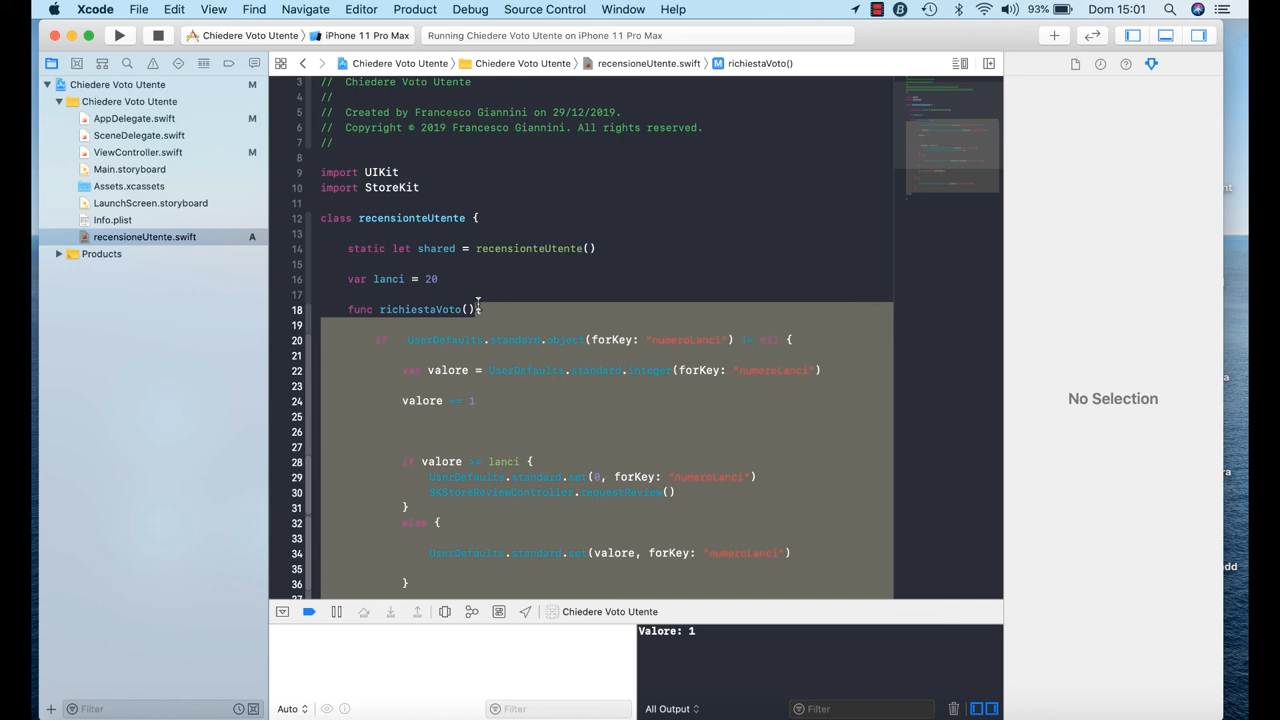 Xcode File Edit View Find Navigate Editor Product Debug Source Control Window Help 93% Dom 15:01
Chiedere Voto Utente iPhone 11 Pro Max Running Chiedere Voto Utente on iPhone 11 Pro Max
Chiedere Voto Utente Chiedere Voto Utente recensioneUtente.swift richiestaVoto()
Chiedere Voto Utente M
Chiedere Voto Utente
AppDelegate.swift M
SceneDelegate.swift
ViewController.swift
Main.storyboard
Assets.xcassets
LaunchScreen.storyboard
Info.plist
recensioneUtente.swift A
Products
3 // Chiedere Voto Utente
4 //
5 // Created by Francesco Giannini on 29/12/2019.
6 // Copyright © 2019 Francesco Giannini. All rights reserved.
7 //
8
9 import UIKit
10 import StoreKit
11
12 class recensionteUtente {
13
14 static let shared = recensionteUtente()
15
16 var lanci = 20
17
18 func richiestaVoto(){
19
20 if UserDefaults.standard.object(forKey: "numeroLanci") != nil {
21
22 var valore = UserDefaults.standard.integer(forKey: "numeroLanci")
23
24 valore += 1
25
26
27
28 if valore >= lanci {
29 UserDefaults.standard.set(0, forKey: "numeroLanci")
30 SKStoreReviewController.requestReview()
31 }
32 else {
33
34 UserDefaults.standard.set(valore, forKey: "numeroLanci")
35
36 }
37
No Selection
Chiedere Voto Utente
Valore: 1
Filter
Auto
Filter
All Output
Filter
add